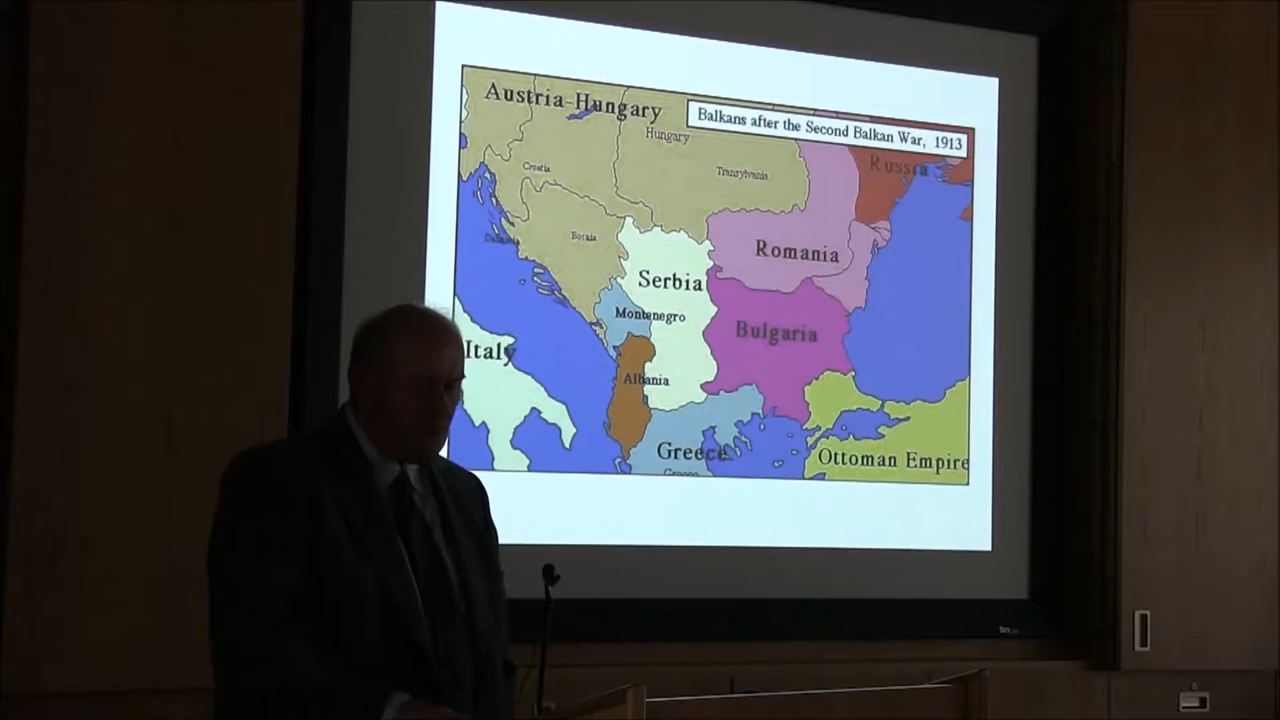 Austria-Hungary
Balkans after the Second Balkan War, 1913
Hungary
Russia
Croatia
Transylvania
Bosnia
Romania
Serbia
Montenegro
Bulgaria
Italy
Albania
Greece
Ottoman Empire